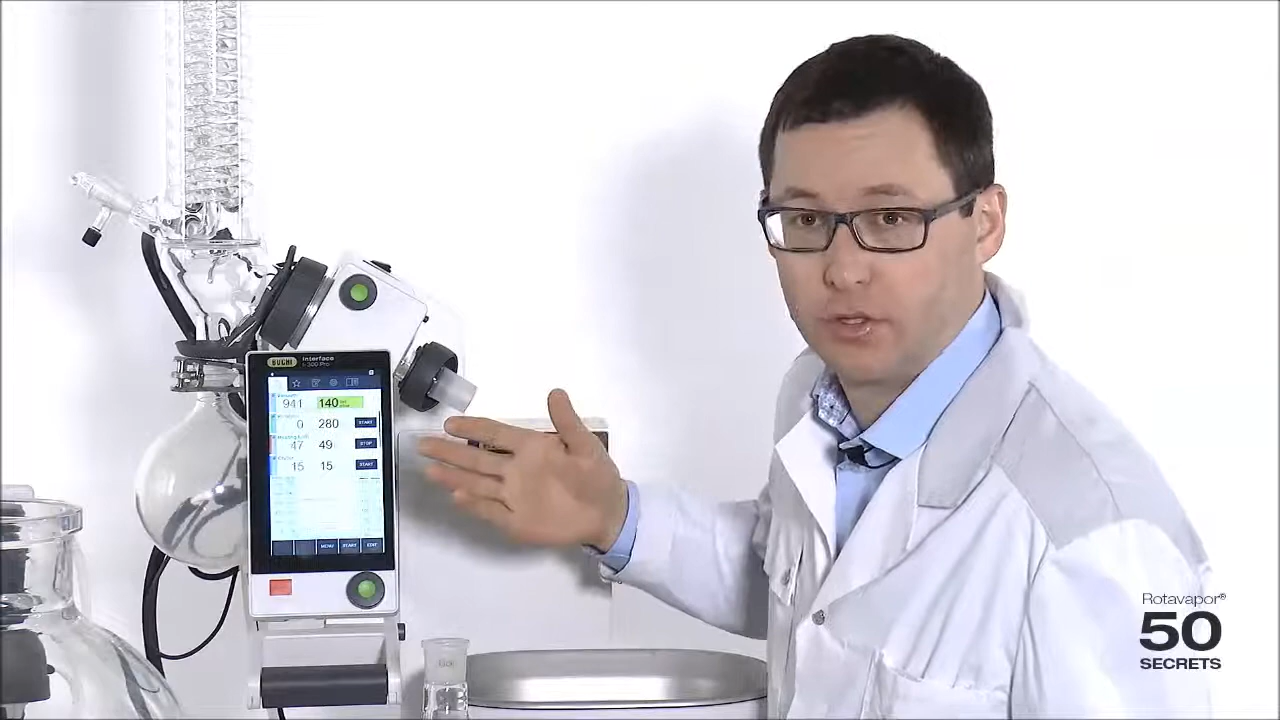 BUCHI Interface
I-300 Pro
941 140
0 280 START
47 49 STOP
15 15 START
MENU START EDIT
Rotavapor®
50
SECRETS